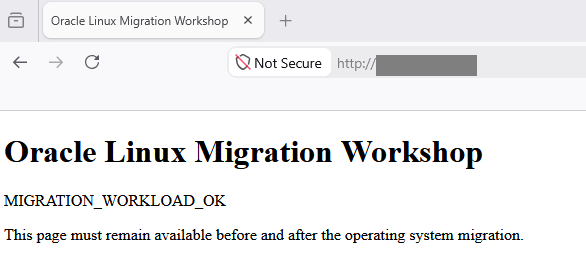 Oracle Linux Migration Workshop
Not Secure http://
Oracle Linux Migration Workshop
MIGRATION_WORKLOAD_OK
This page must remain available before and after the operating system migration.